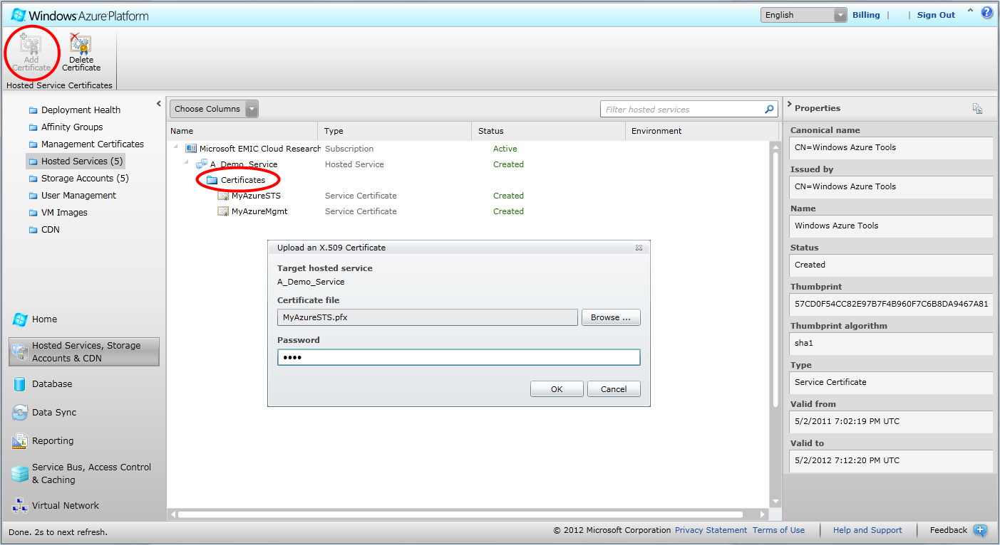 Windows Azure Platform
English
Billing | | Sign Out
Add Certificate
Delete Certificate
Hosted Service Certificates
Deployment Health
Affinity Groups
Management Certificates
Hosted Services (5)
Storage Accounts (5)
User Management
VM Images
CDN
Home
Hosted Services, Storage
Accounts & CDN
Database
Data Sync
Reporting
Service Bus, Access Control
& Caching
Virtual Network
Choose Columns
Filter hosted services
Name Type Status Environment
Microsoft EMIC Cloud Research Subscription Active
A_Demo_Service Hosted Service Created
Certificates
MyAzureSTS Service Certificate Created
MyAzureMgmt Service Certificate Created
Upload an X.509 Certificate
Target hosted service
A_Demo_Service
Certificate file
MyAzureSTS.pfx
Browse ...
Password
••••
OK Cancel
Properties
Canonical name
CN=Windows Azure Tools
Issued by
CN=Windows Azure Tools
Name
Windows Azure Tools
Status
Created
Thumbprint
57CD0F54CC82E97B7F4B960F7C6B8DA9467A81
Thumbprint algorithm
sha1
Type
Service Certificate
Valid from
5/2/2011 7:02:19 PM UTC
Valid to
5/2/2012 7:12:20 PM UTC
Done. 2s to next refresh.
© 2012 Microsoft Corporation Privacy Statement Terms of Use | Help and Support | Feedback